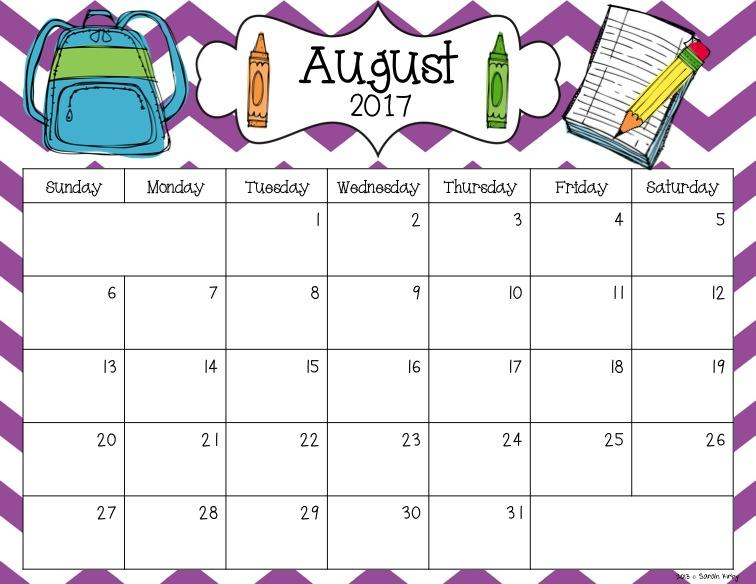 August
2017
Sunday Monday Tuesday Wednesday Thursday Friday Saturday
1 2 3 4 5
6 7 8 9 10 11 12
13 14 15 16 17 18 19
20 21 22 23 24 25 26
27 28 29 30 31
2013 © Sarah Kirby